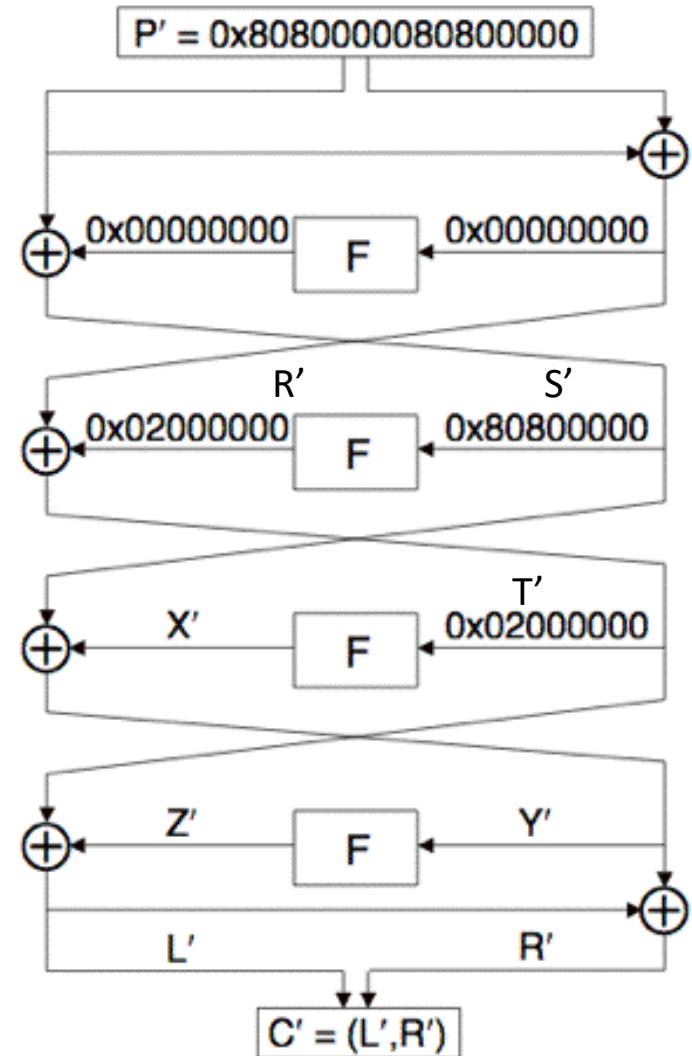 P′ = 0x8080000080800000
0x00000000 F 0x00000000
R’ S’
0x02000000 F 0x80800000
T’
X′ F 0x02000000
Z′ F Y′
L′ R′
C′ = (L′,R′)